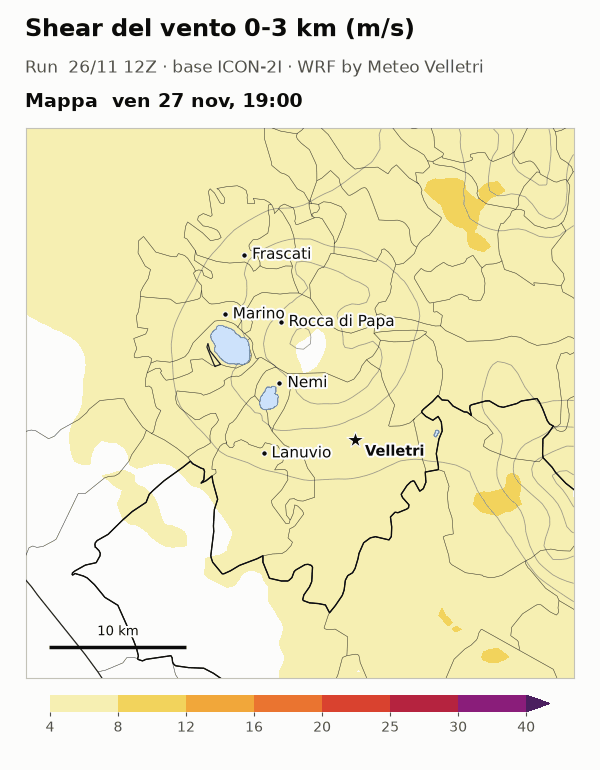 Shear del vento 0-3 km (m/s)
Run  26/11 12Z · base ICON-2I · WRF by Meteo Velletri
Mappa  ven 27 nov, 19:00
Frascati
Marino
Rocca di Papa
Nemi
Velletri
Lanuvio
10 km
4 8 12 16 20 25 30 40